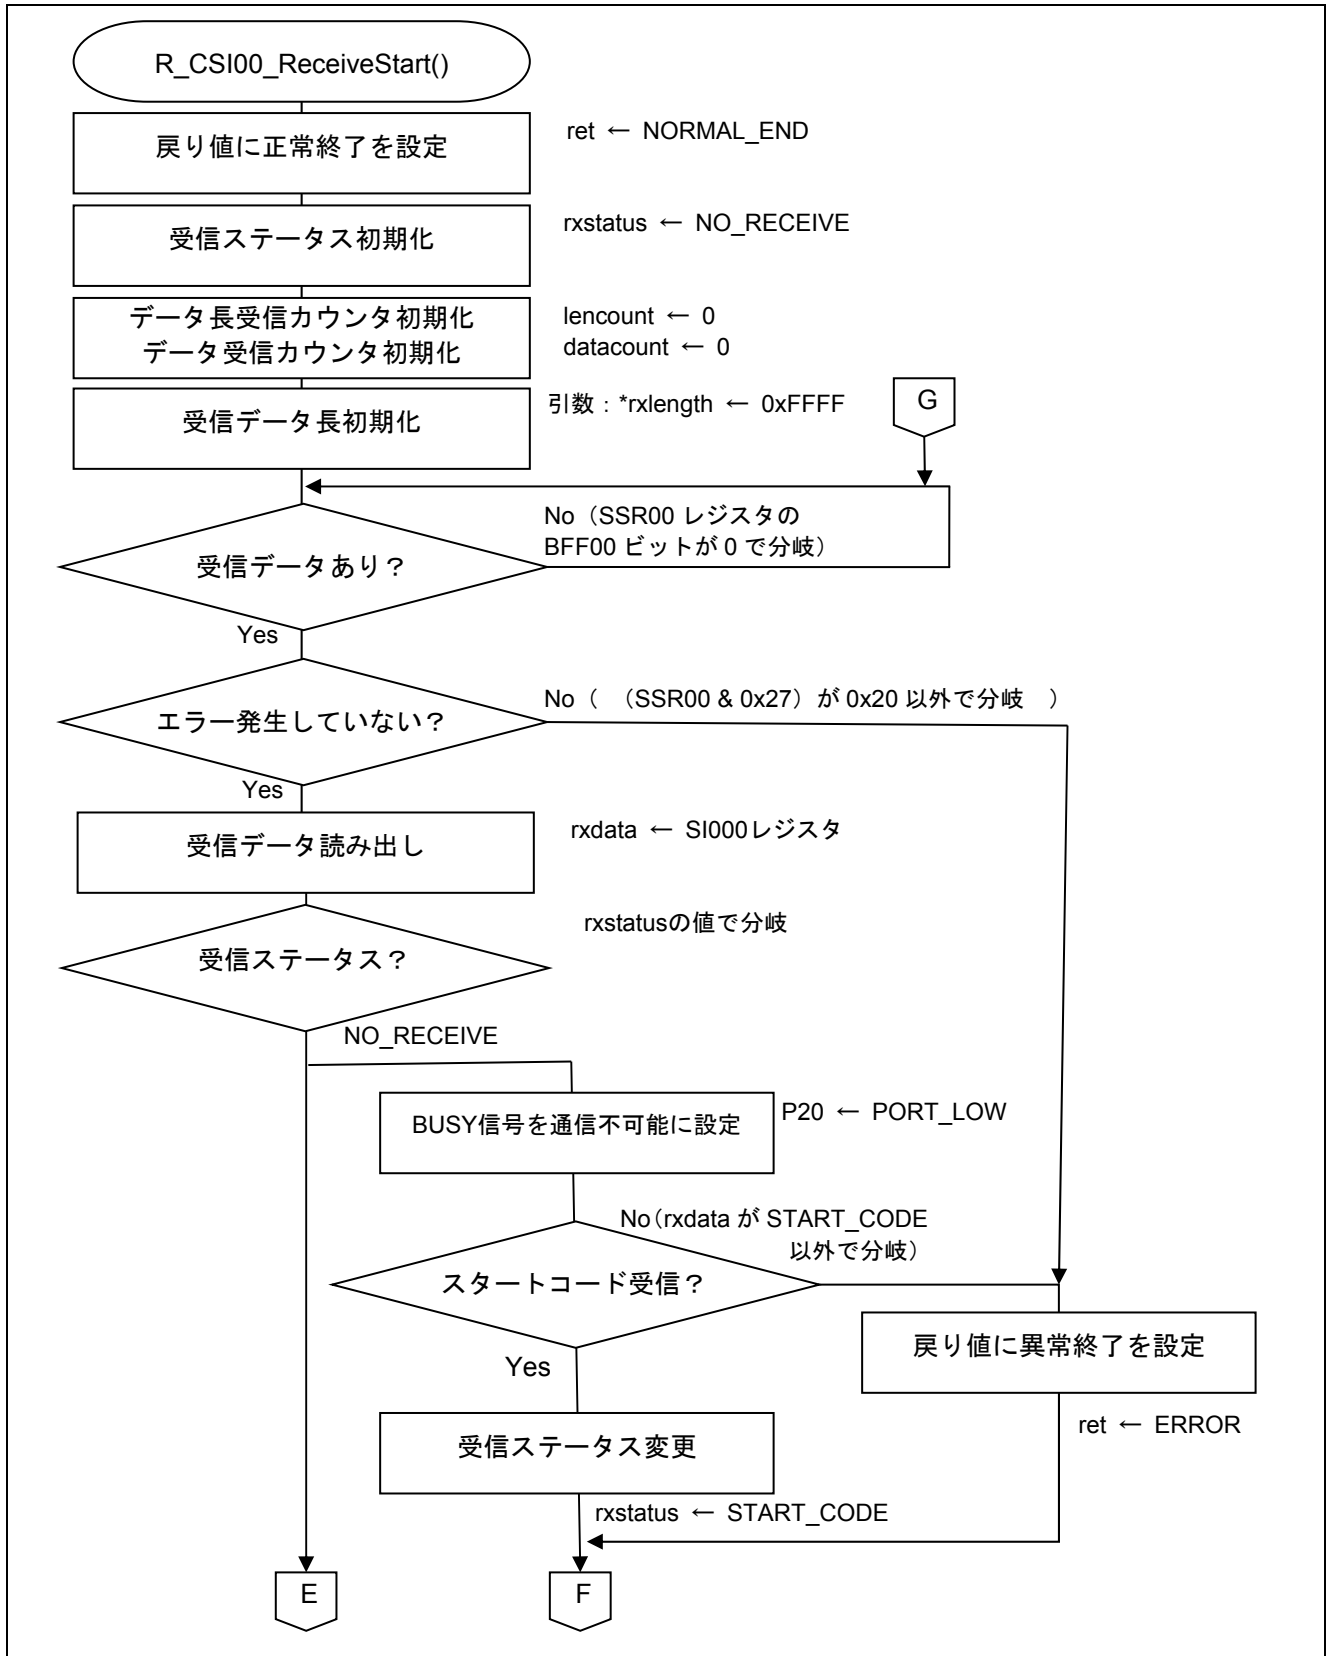 R_CSI00_ReceiveStart()
戻り値に正常終了を設定
ret ← NORMAL_END
受信ステータス初期化
rxstatus ← NO_RECEIVE
データ長受信カウンタ初期化
データ受信カウンタ初期化
lencount ← 0
datacount ← 0
受信データ長初期化
引数：*rxlength ← 0xFFFF
G
No（SSR00 レジスタの
BFF00 ビットが 0 で分岐）
受信データあり？
Yes
エラー発生していない？
No（　（SSR00 & 0x27）が 0x20 以外で分岐　）
Yes
受信データ読み出し
rxdata ← SI000レジスタ
受信ステータス？
rxstatusの値で分岐
NO_RECEIVE
BUSY信号を通信不可能に設定
P20 ← PORT_LOW
No（rxdata が START_CODE
以外で分岐）
スタートコード受信？
戻り値に異常終了を設定
Yes
ret ← ERROR
受信ステータス変更
rxstatus ← START_CODE
E
F